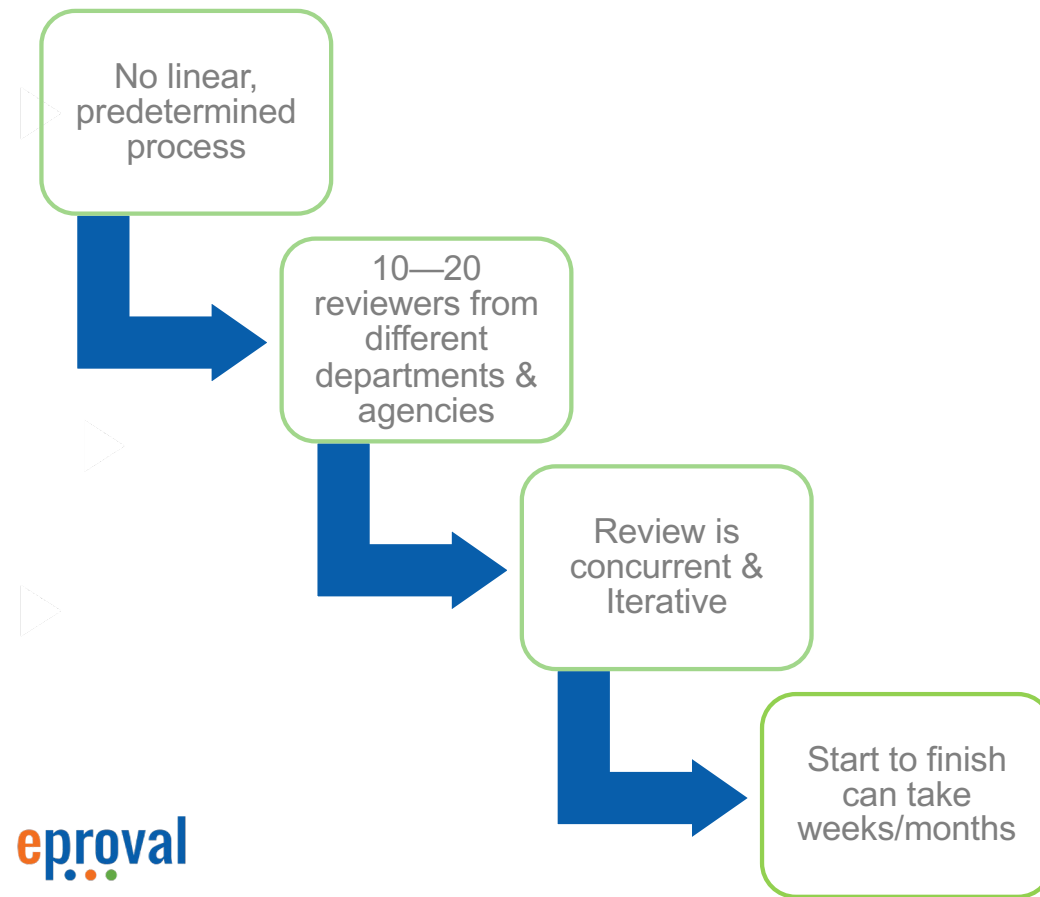 No linear,
predetermined
process
10—20
reviewers from
different
departments &
agencies
Review is
concurrent &
Iterative
Start to finish
can take
weeks/months
eproval